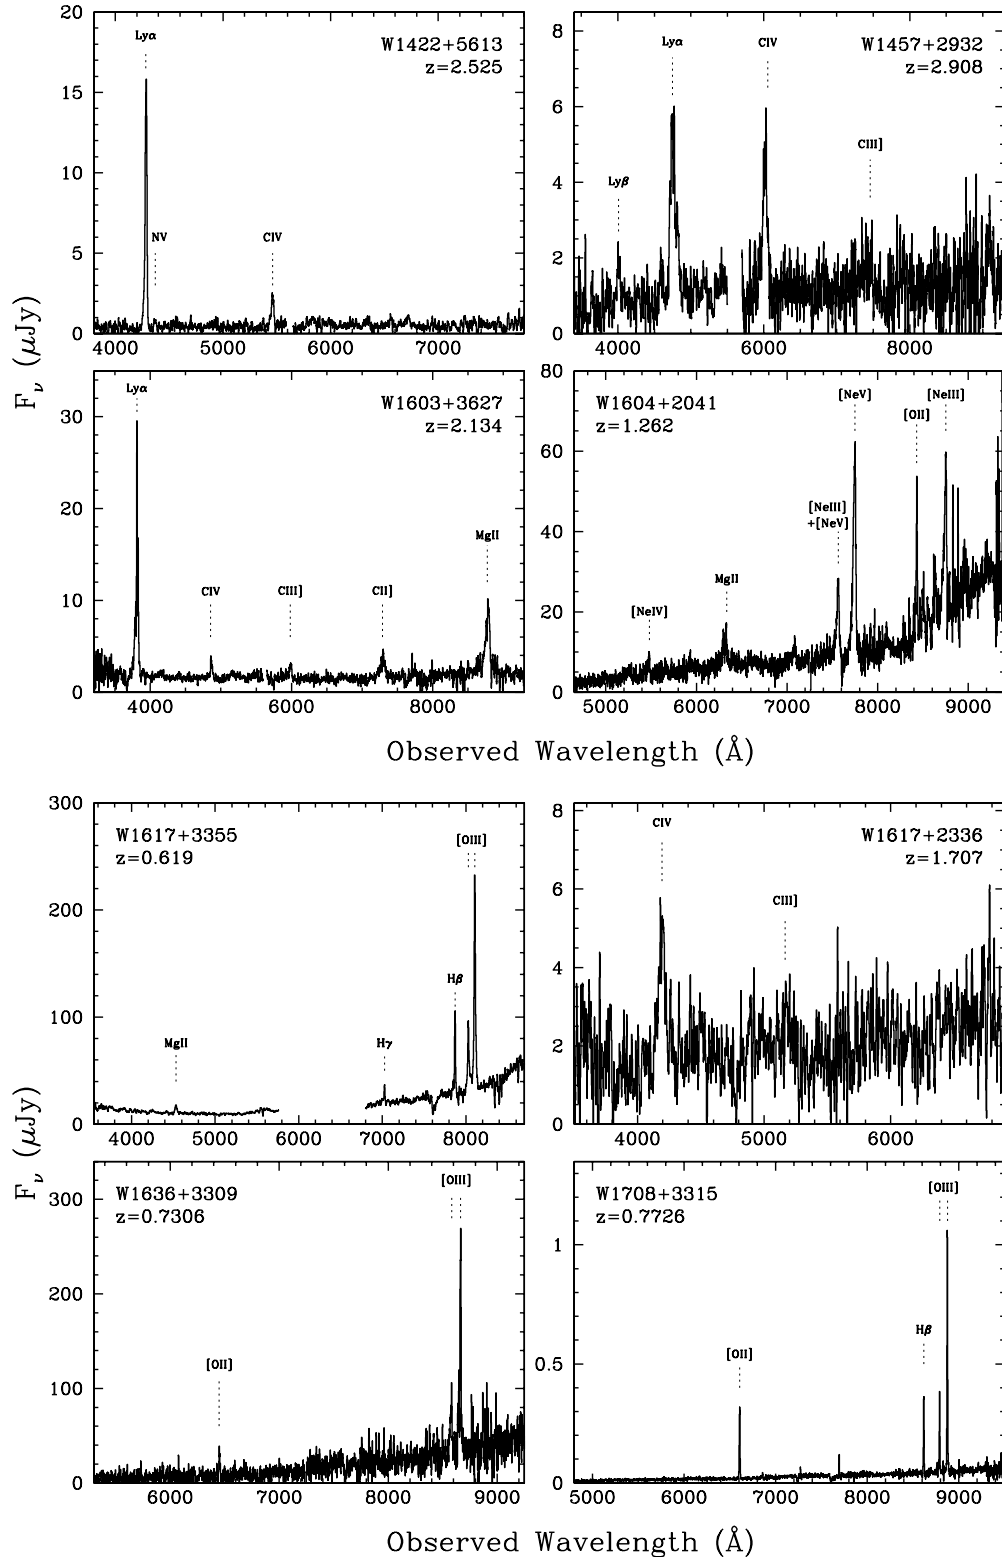 W1422+5613
z=2.525
Lyα
NV
CIV
20
15
10
5
0
4000 5000 6000 7000
W1457+2932
z=2.908
Lyβ
Lyα
CIV
CIII]
8
6
4
2
0
4000 6000 8000
W1603+3627
z=2.134
Lyα
CIV
CIII]
CII]
MgII
30
20
10
0
4000 6000 8000
W1604+2041
z=1.262
[NeIV]
MgII
[NeIII]
+[NeV]
[NeV]
[OII]
[NeIII]
80
60
40
20
0
5000 6000 7000 8000 9000
Fν (μJy)
Observed Wavelength (Å)
W1617+3355
z=0.619
MgII
Hγ
Hβ
[OIII]
300
200
100
0
4000 5000 6000 7000 8000
W1617+2336
z=1.707
CIV
CIII]
8
6
4
2
0
4000 5000 6000
W1636+3309
z=0.7306
[OII]
[OIII]
300
200
100
0
6000 7000 8000 9000
W1708+3315
z=0.7726
[OII]
Hβ
[OIII]
1
0.5
0
5000 6000 7000 8000 9000
Fν (μJy)
Observed Wavelength (Å)